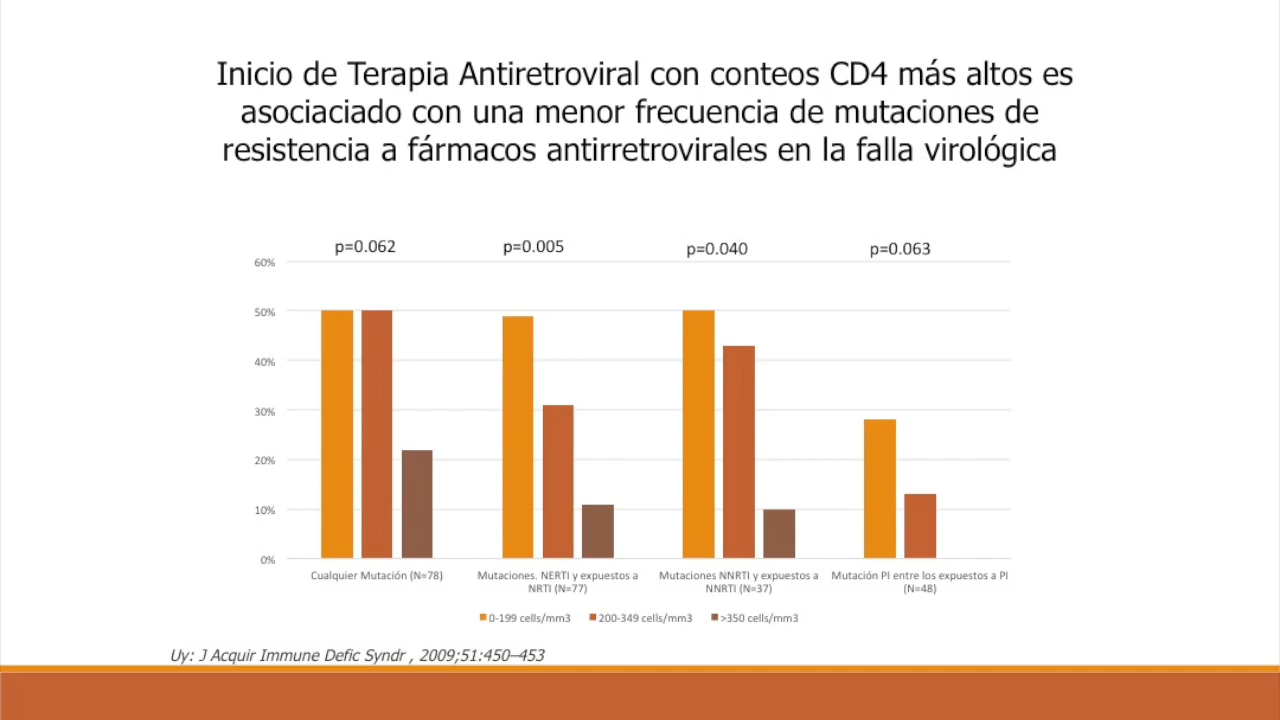 Inicio de Terapia Antiretroviral con conteos CD4 más altos es
asociaciado con una menor frecuencia de mutaciones de
resistencia a fármacos antirretrovirales en la falla virológica
p=0.062
p=0.005
p=0.040
p=0.063
60%
50%
40%
30%
20%
10%
0%
Cualquier Mutación (N=78)
Mutaciones. NERTI y expuestos a
NRTI (N=77)
Mutaciones NNRTI y expuestos a
NNRTI (N=37)
Mutación PI entre los expuestos a PI
(N=48)
0-199 cells/mm3
200-349 cells/mm3
>350 cells/mm3
Uy: J Acquir Immune Defic Syndr , 2009;51:450–453